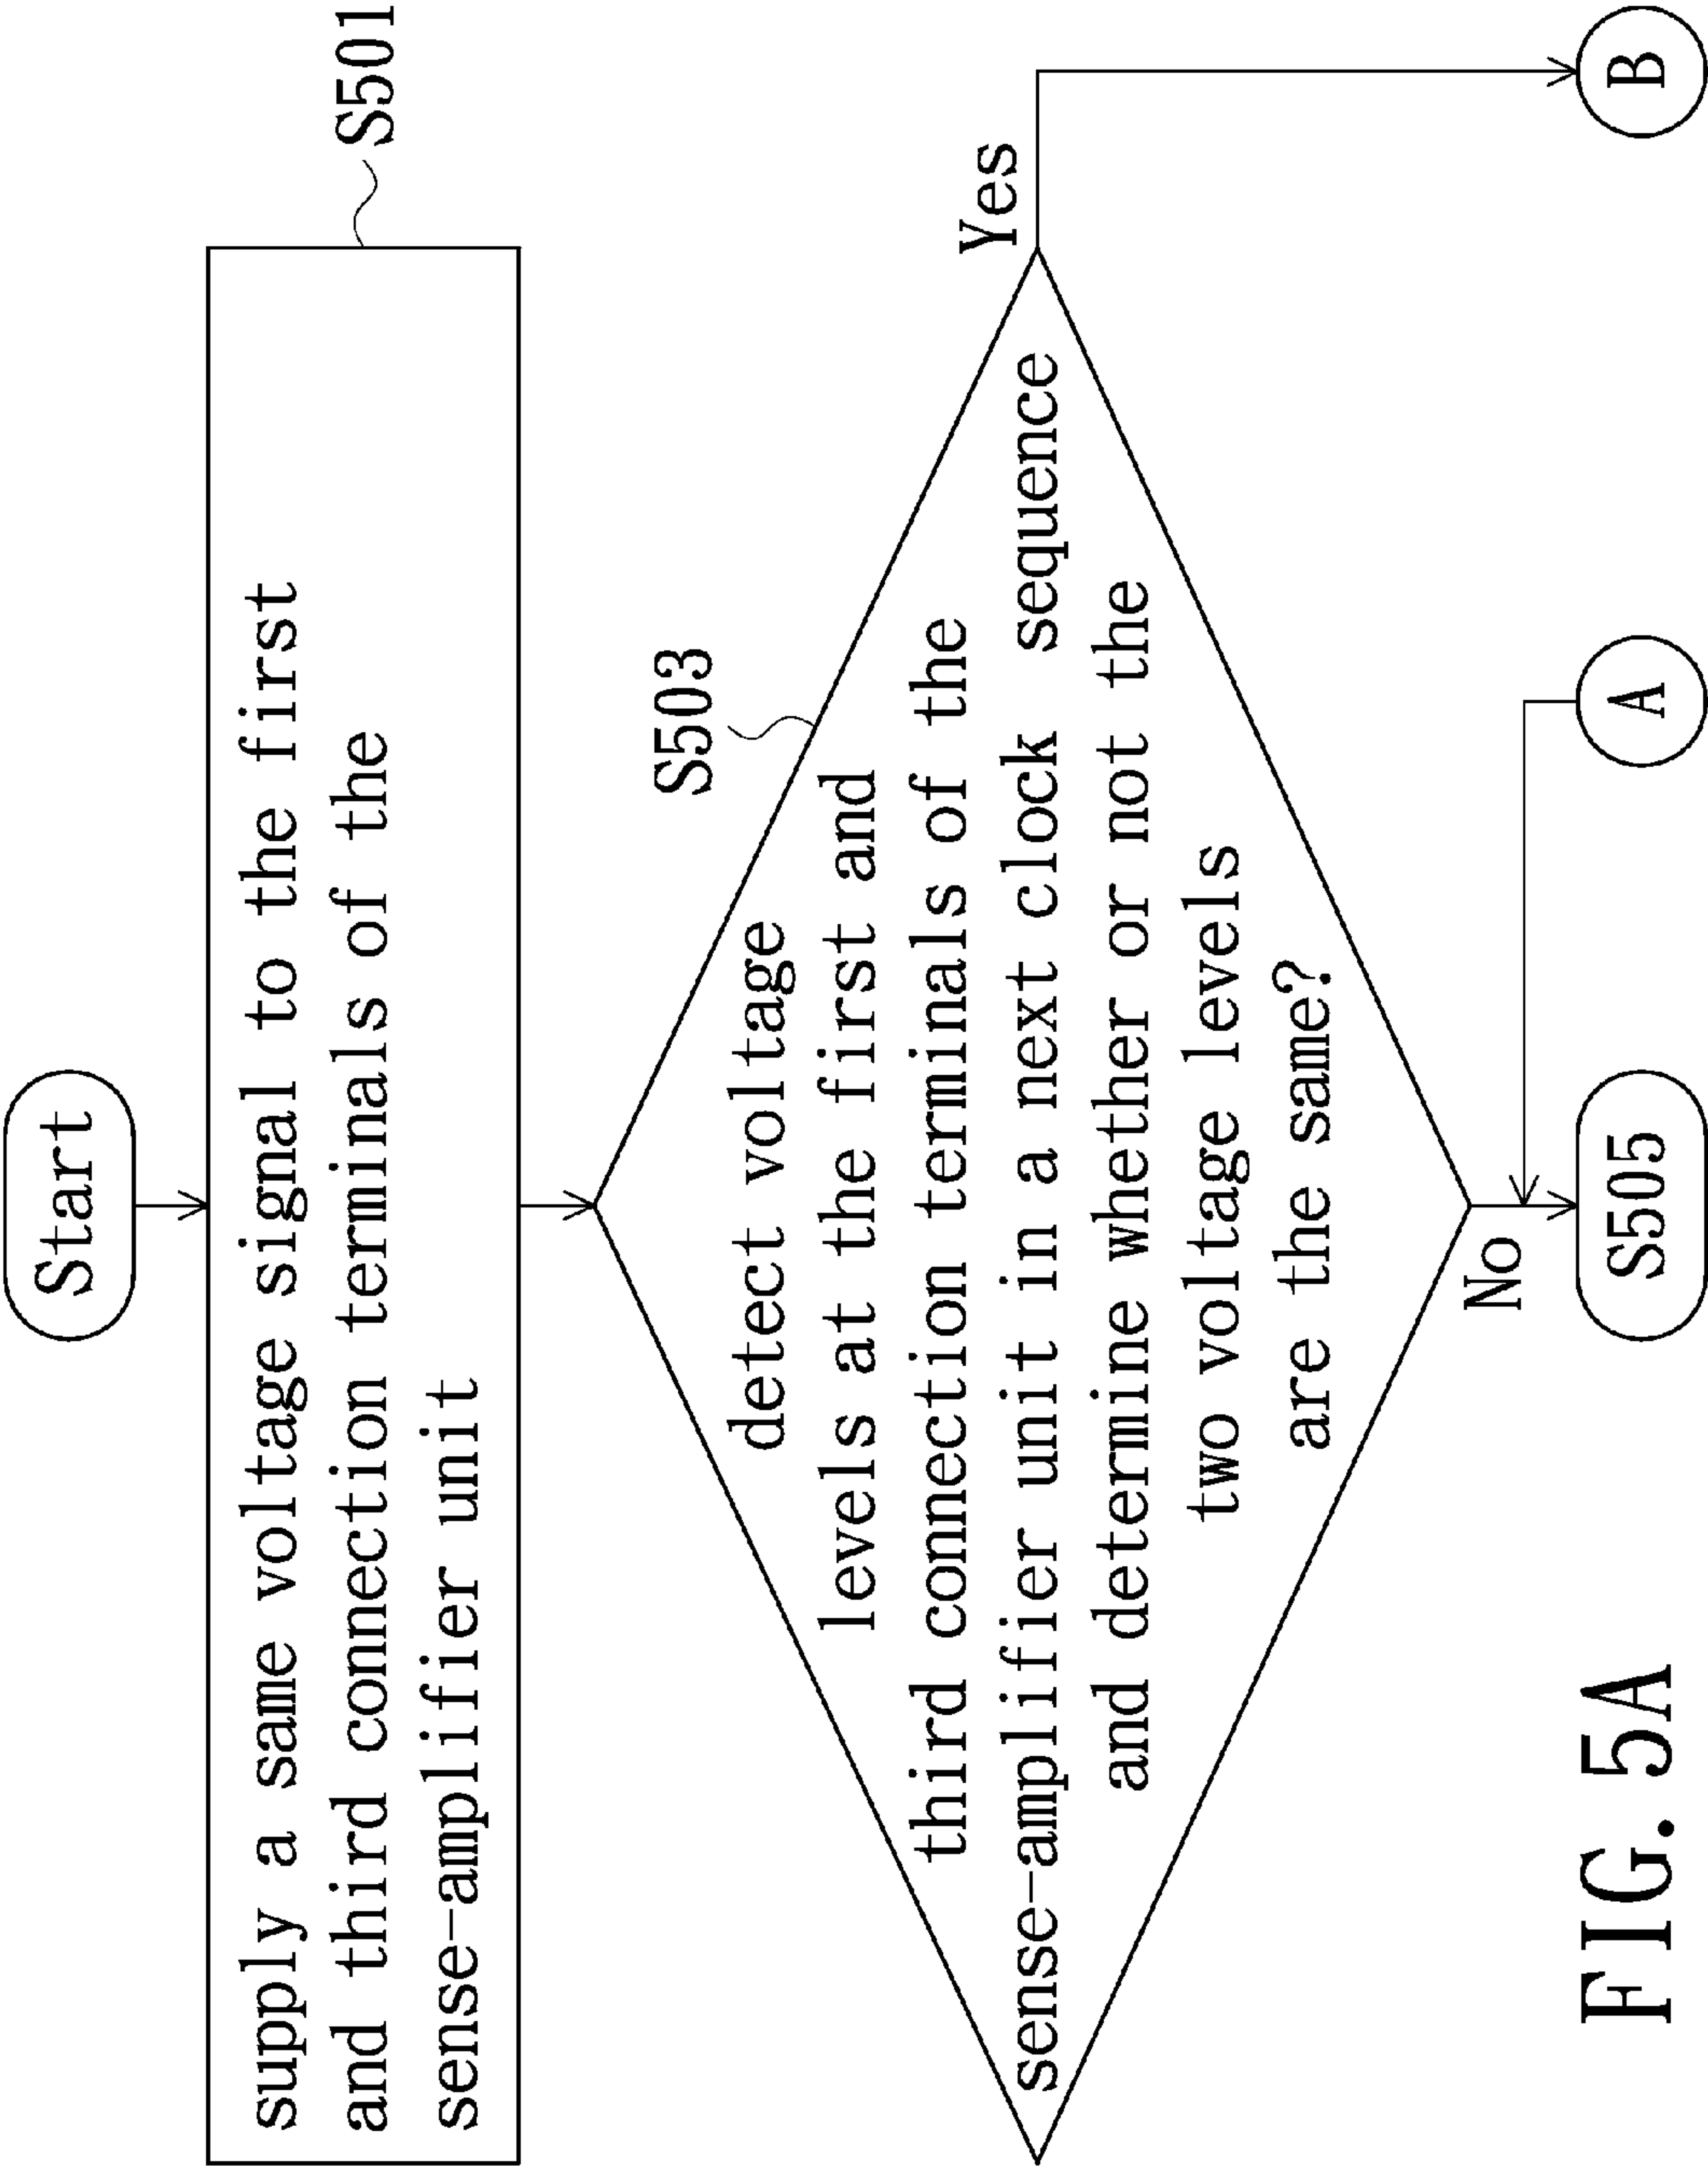 Start
S501
supply a same voltage signal to the first
and third connection terminals of the
sense-amplifier unit
S503
detect voltage
levels at the first and
third connection terminals of the
sense-amplifier unit in a next clock sequence
and determine whether or not the
two voltage levels
are the same?
Yes
No
S505
A
B
FIG. 5A